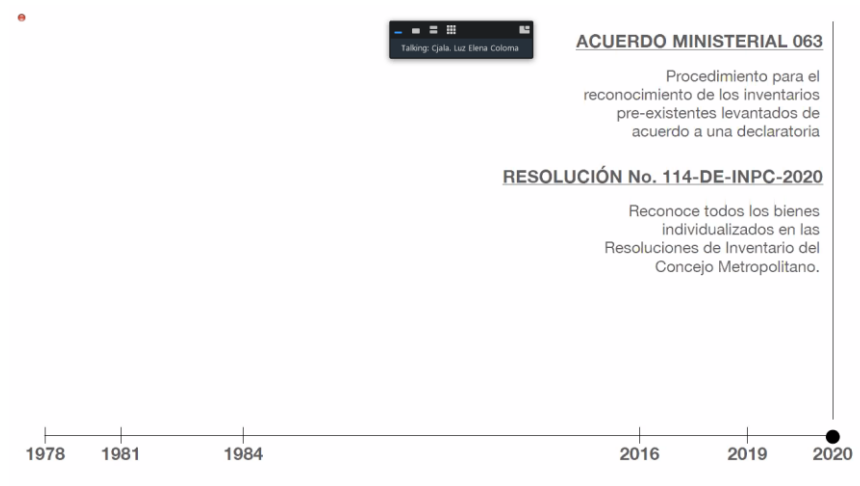 Talking: Cjala. Luz Elena Coloma
ACUERDO MINISTERIAL 063
Procedimiento para el
reconocimiento de los inventarios
pre-existentes levantados de
acuerdo a una declaratoria
RESOLUCIÓN No. 114-DE-INPC-2020
Reconoce todos los bienes
individualizados en las
Resoluciones de Inventario del
Concejo Metropolitano.
1978 1981 1984 2016 2019 2020